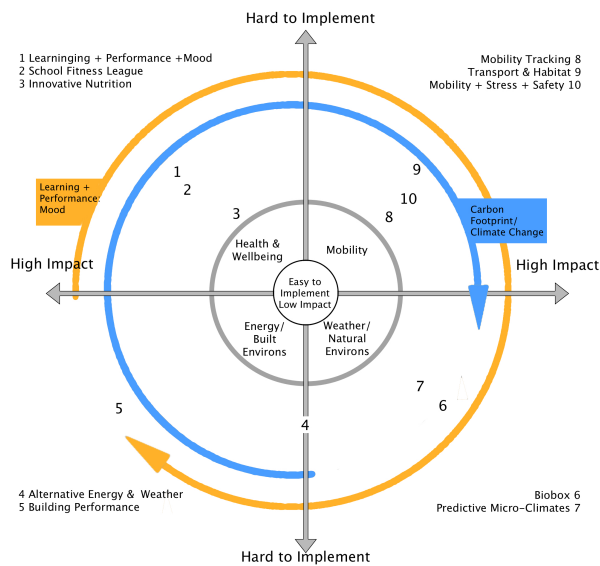 Hard to Implement
1 Learninging + Performance +Mood
2 School Fitness League
3 Innovative Nutrition
Mobility Tracking 8
Transport & Habitat 9
Mobility + Stress + Safety 10
1
2
3
9
10
8
Learning +
Performance:
Mood
Carbon
Footprint/
Climate Change
Health &
Wellbeing
Mobility
High Impact
High Impact
Easy to
Implement
Low Impact
Energy/
Built
Environs
Weather/
Natural
Environs
7
6
5
4
4 Alternative Energy & Weather
5 Building Performance
Biobox 6
Predictive Micro-Climates 7
Hard to Implement